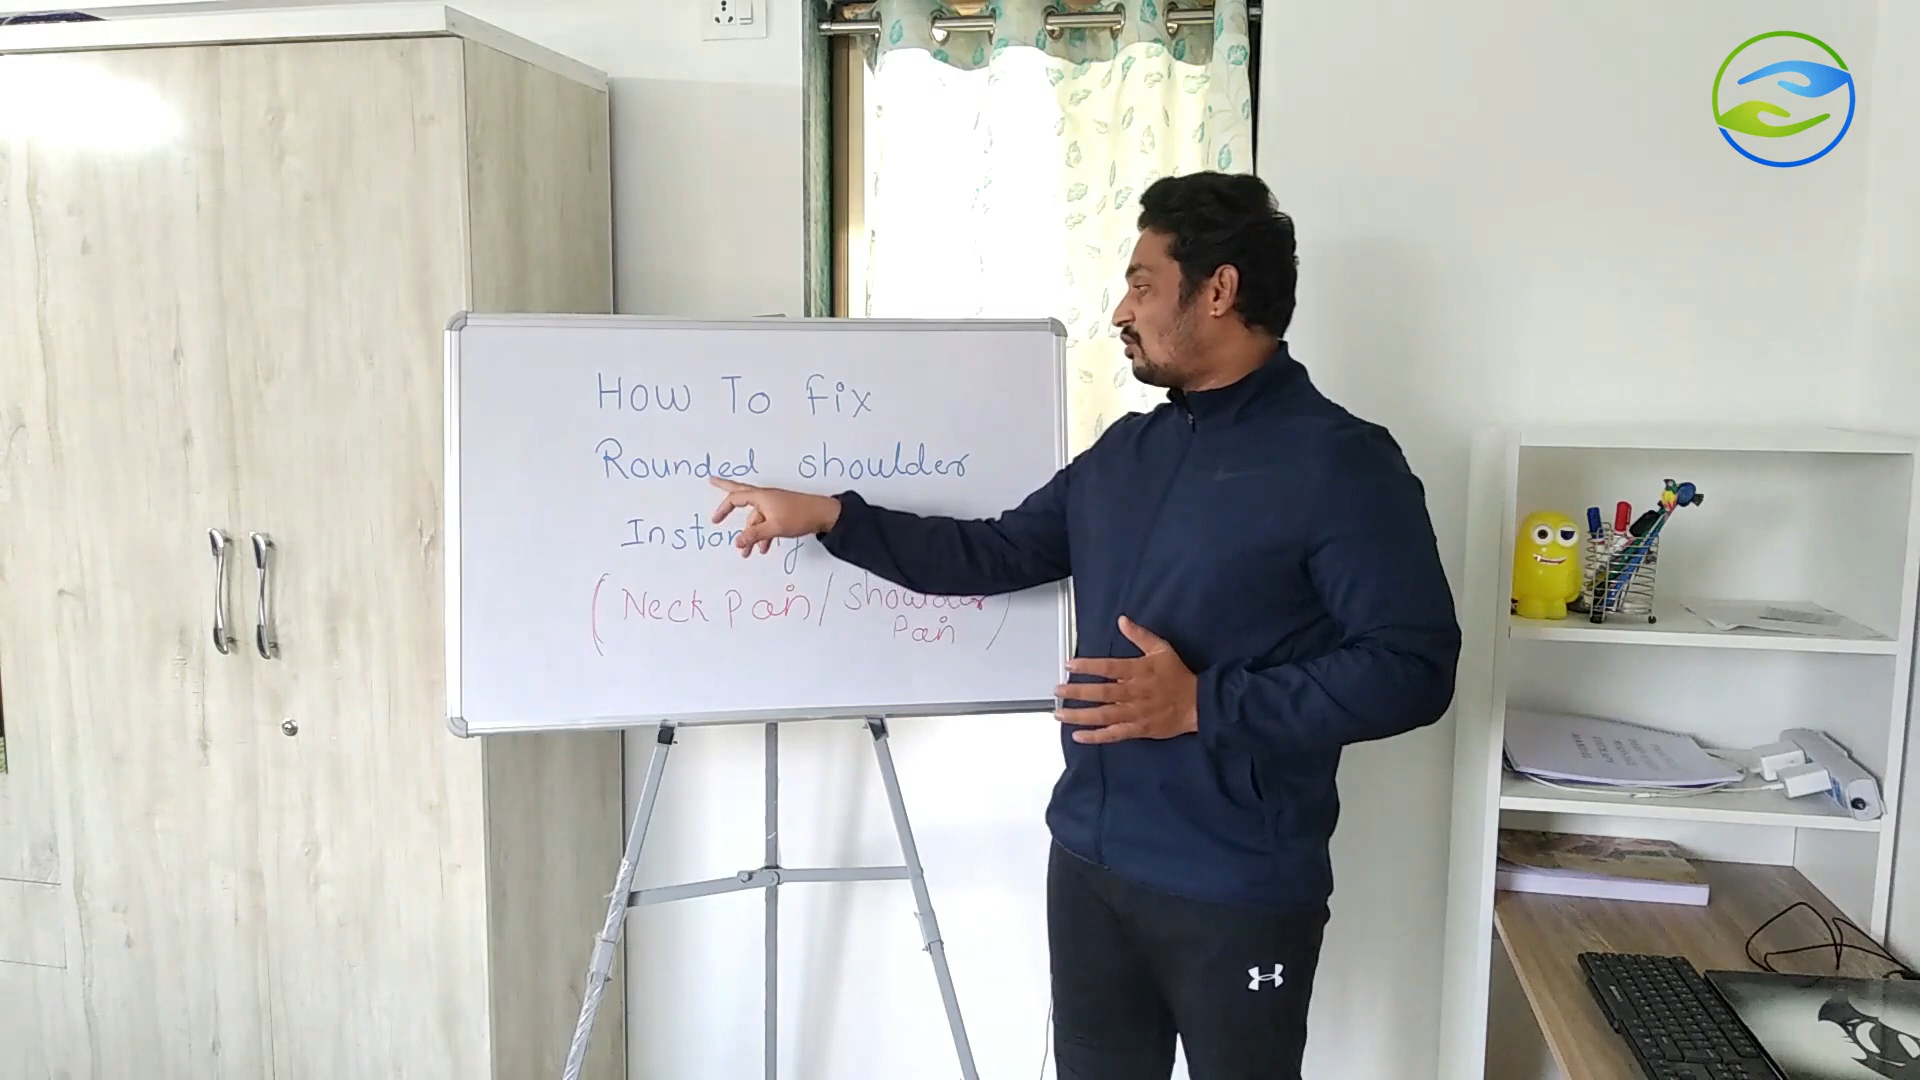 How To fix
Rounded shoulder
(Neck Pain / Shoulder
Pain)